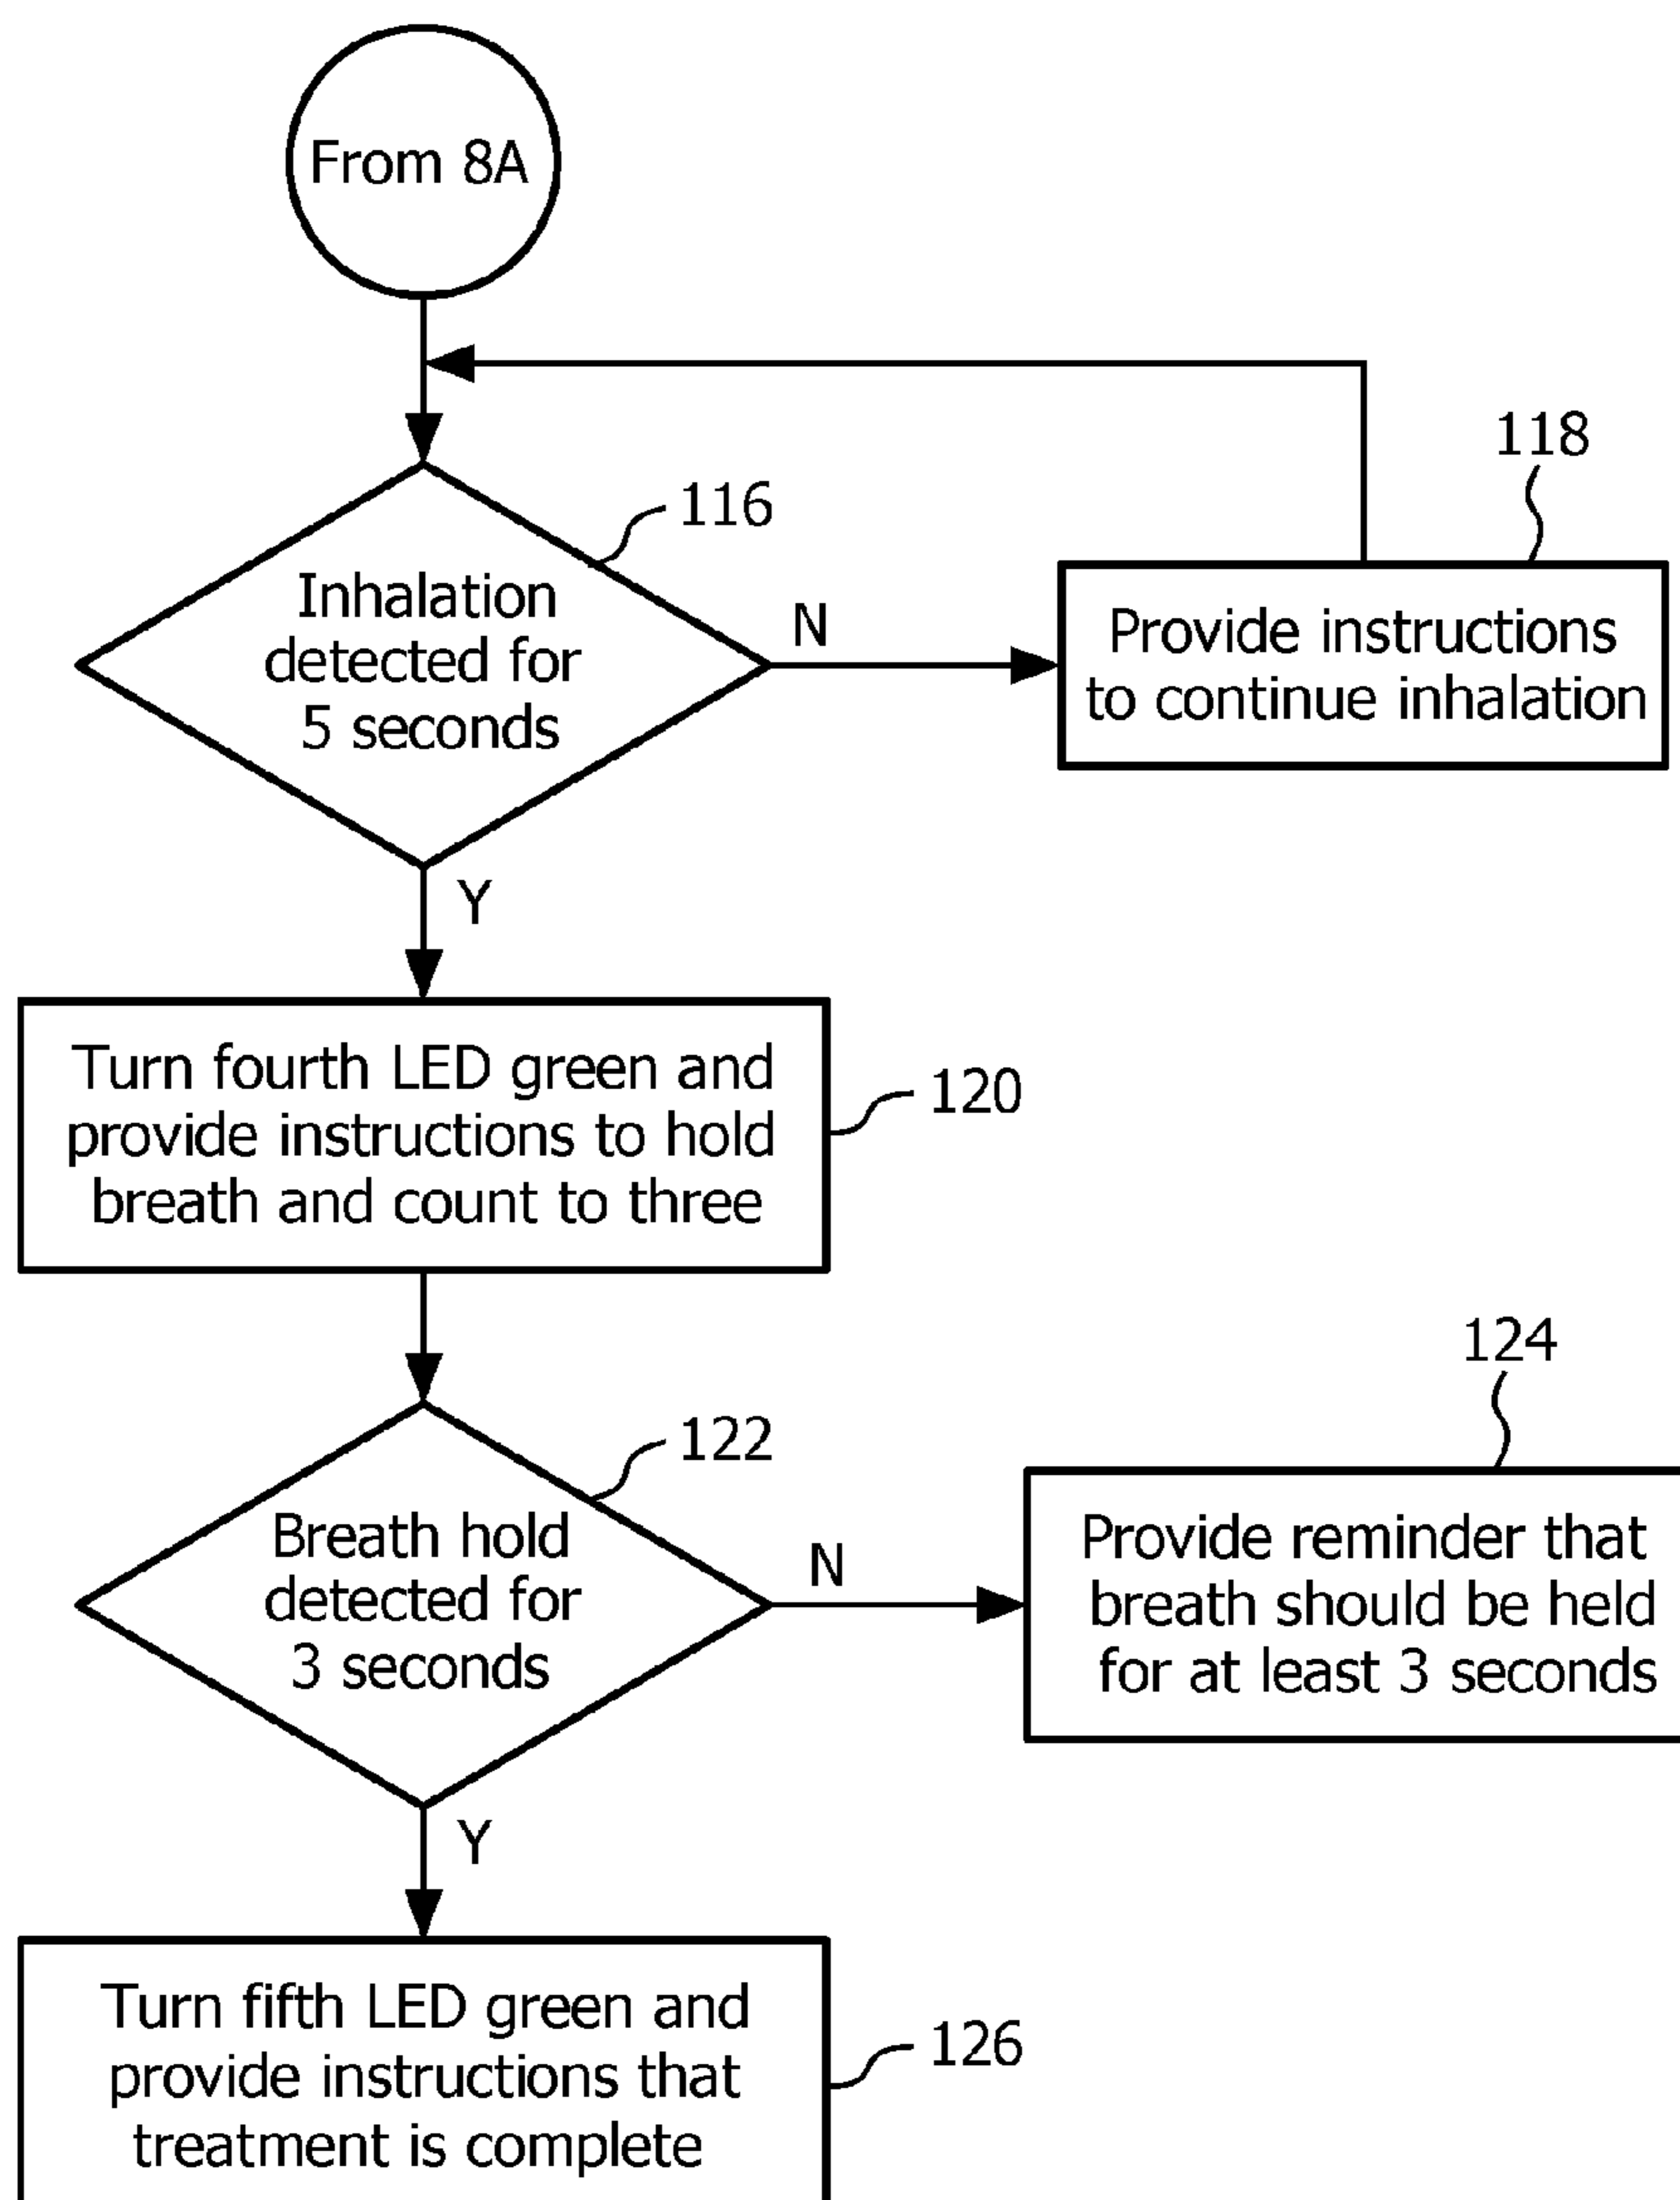 From 8A
116
Inhalation
detected for
5 seconds
N
118
Provide instructions
to continue inhalation
Y
Turn fourth LED green and
provide instructions to hold
breath and count to three
120
122
Breath hold
detected for
3 seconds
N
124
Provide reminder that
breath should be held
for at least 3 seconds
Y
Turn fifth LED green and
provide instructions that
treatment is complete
126